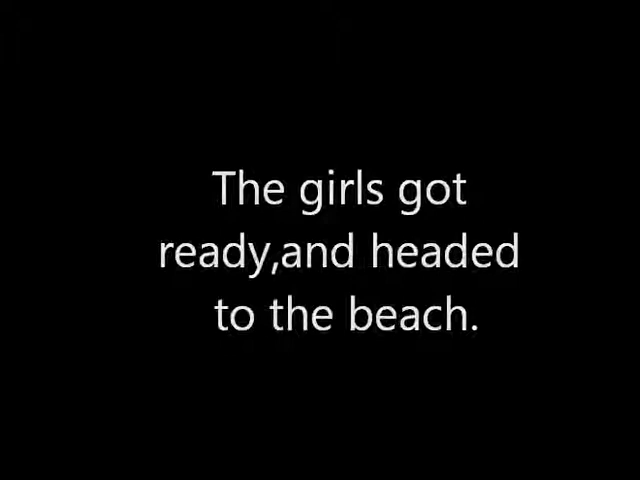 The girls got
ready,and headed
to the beach.